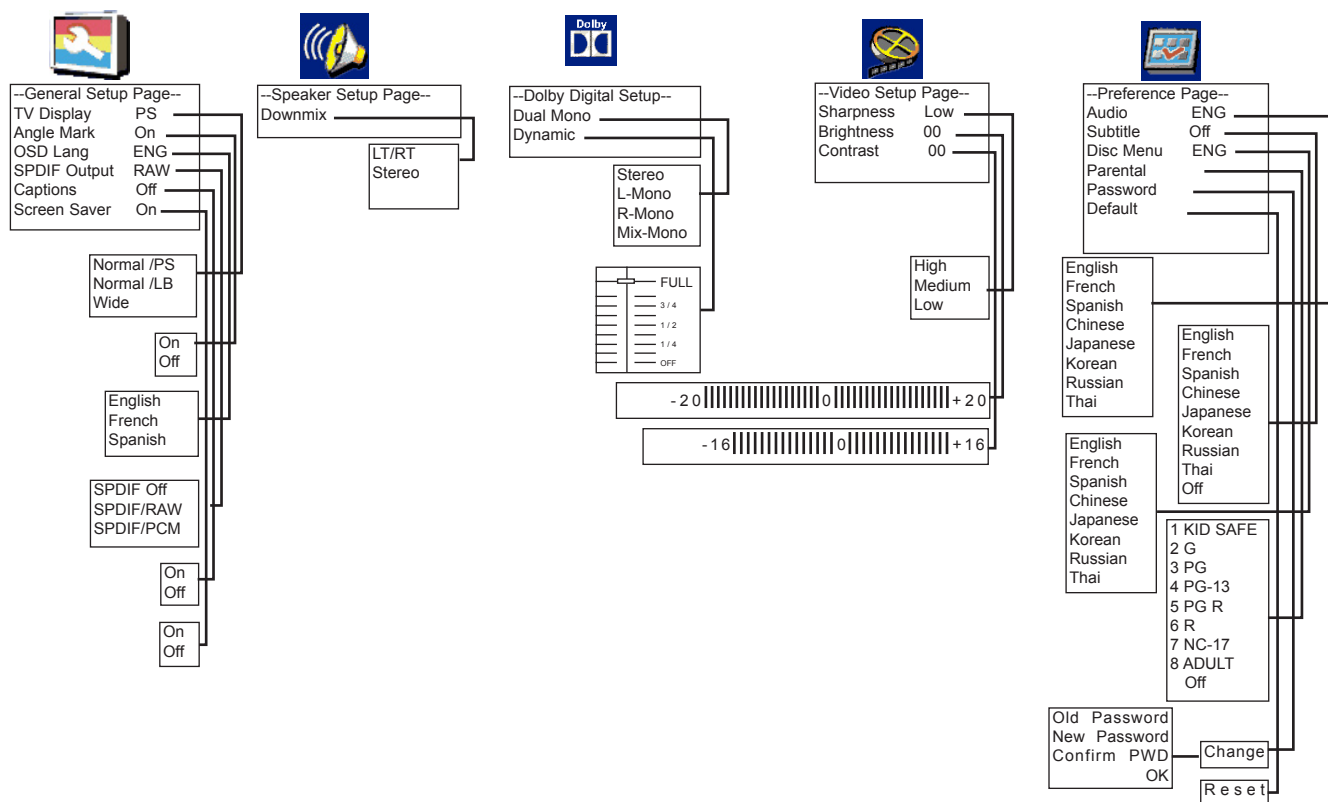 Dolby
--General Setup Page--
TV Display PS
Angle Mark On
OSD Lang ENG
SPDIF Output RAW
Captions Off
Screen Saver On
Normal /PS
Normal /LB
Wide
On
Off
English
French
Spanish
SPDIF Off
SPDIF/RAW
SPDIF/PCM
On
Off
On
Off
--Speaker Setup Page--
Downmix
LT/RT
Stereo
--Dolby Digital Setup--
Dual Mono
Dynamic
Stereo
L-Mono
R-Mono
Mix-Mono
FULL
3 / 4
1 / 2
1 / 4
OFF
--Video Setup Page--
Sharpness Low
Brightness 00
Contrast 00
High
Medium
Low
-20 0 +20
-16 0 +16
--Preference Page--
Audio ENG
Subtitle Off
Disc Menu ENG
Parental
Password
Default
English
French
Spanish
Chinese
Japanese
Korean
Russian
Thai
English
French
Spanish
Chinese
Japanese
Korean
Russian
Thai
Off
English
French
Spanish
Chinese
Japanese
Korean
Russian
Thai
1 KID SAFE
2 G
3 PG
4 PG-13
5 PG R
6 R
7 NC-17
8 ADULT
Off
Old Password
New Password
Confirm PWD
OK
Change
Reset